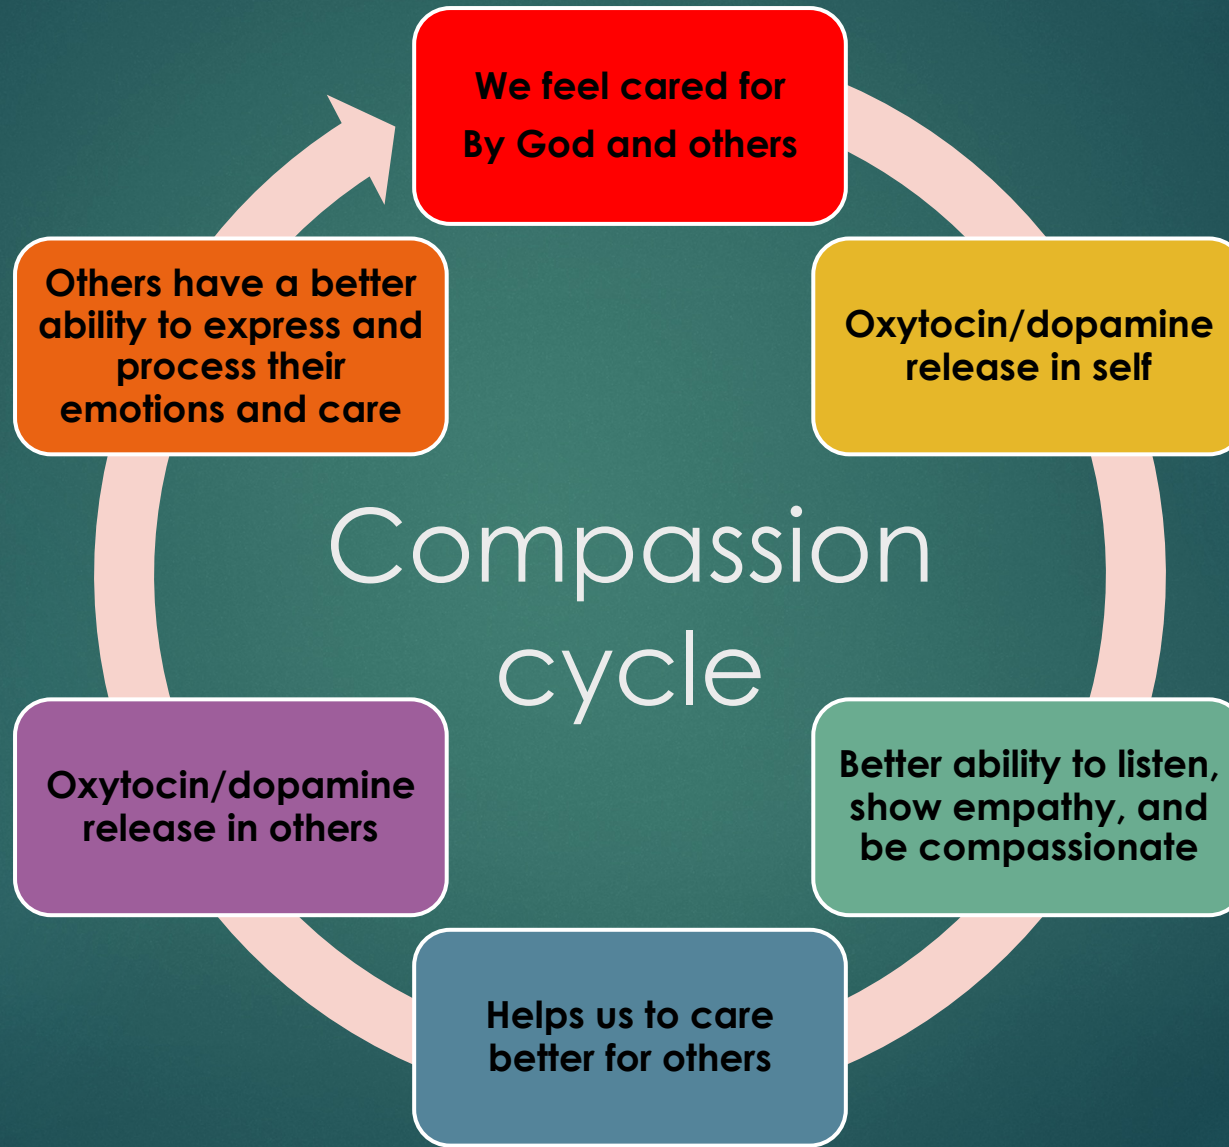 We feel cared for
By God and others
Oxytocin/dopamine
release in self
Better ability to listen,
show empathy, and
be compassionate
Helps us to care
better for others
Oxytocin/dopamine
release in others
Others have a better
ability to express and
process their
emotions and care
Compassion
cycle